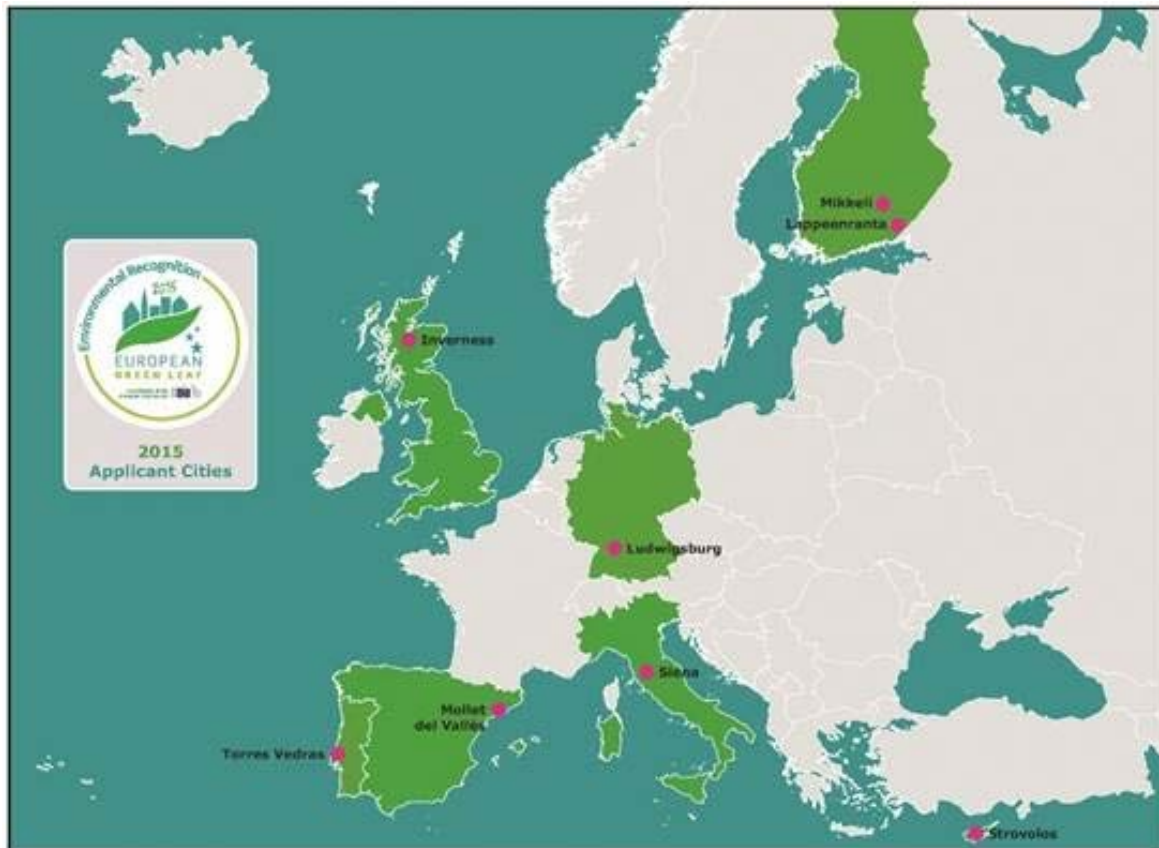 Environmental Recognition
2015
EUROPEAN
GREEN LEAF
2015
Applicant Cities
Mikkeli
Lappeenranta
Inverness
Ludwigsburg
Siena
Mollet
del Vallès
Torres Vedras
Strovolos